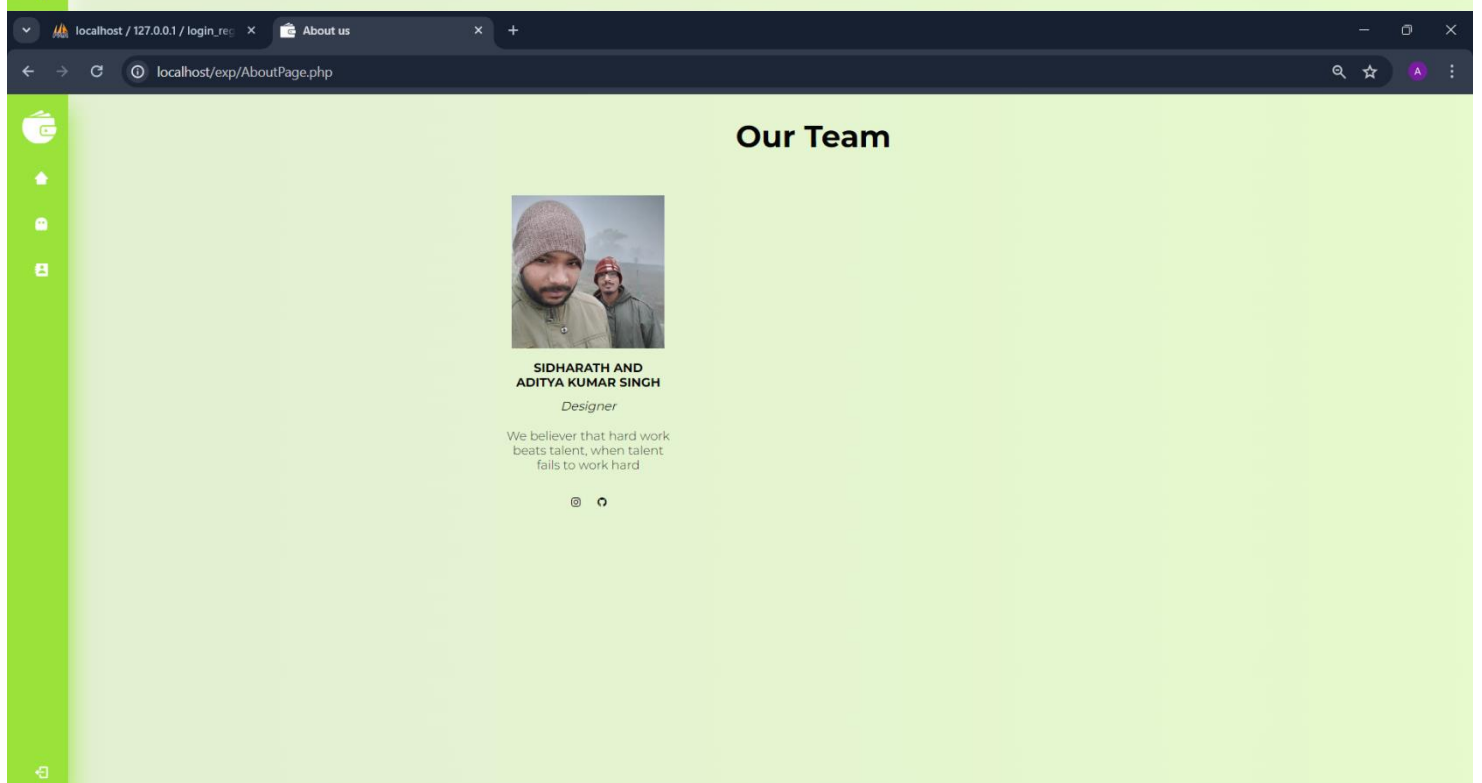 localhost / 127.0.0.1 / login_reg
About us
localhost/exp/AboutPage.php
A
Our Team
SIDHARATH AND
ADITYA KUMAR SINGH
Designer
We believer that hard work
beats talent, when talent
fails to work hard